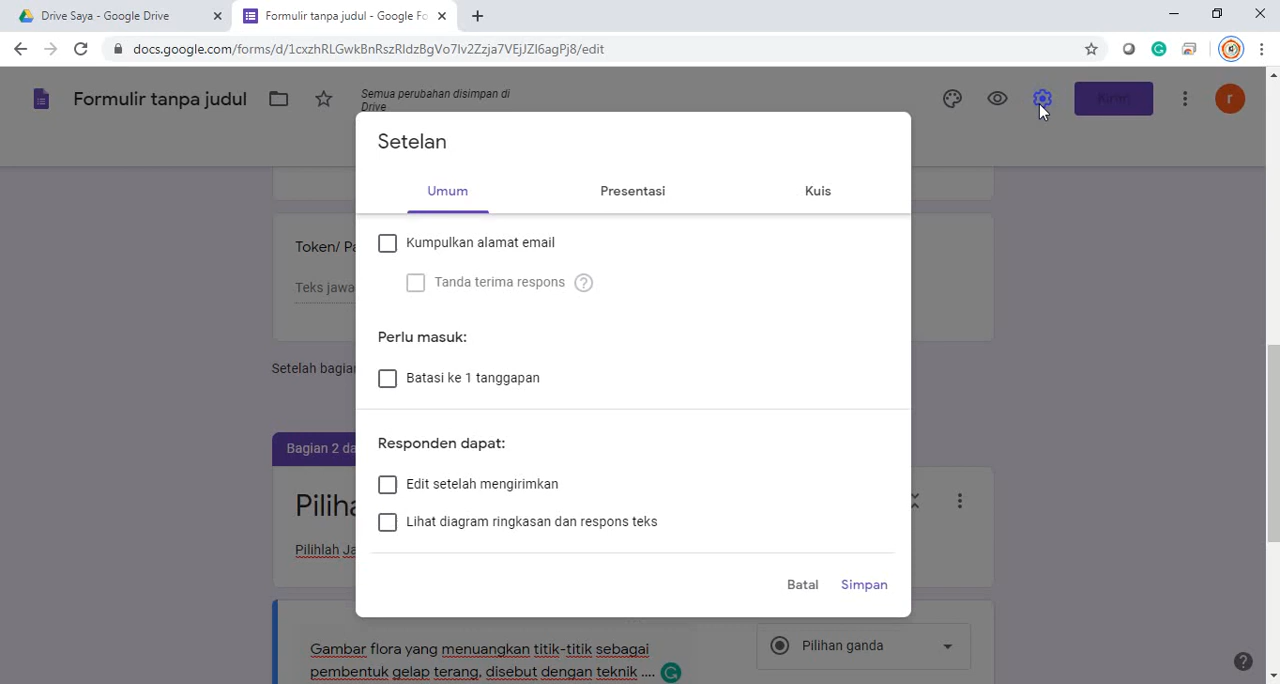 Drive Saya - Google Drive
Formulir tanpa judul - Google Fo
docs.google.com/forms/d/1cxzhRLGwkBnRszRldzBgVo7Iv2Zzja7VEjJZI6agPj8/edit
Formulir tanpa judul
Semua perubahan disimpan di
Drive
Kirim
r
Setelan
Umum
Presentasi
Kuis
Kumpulkan alamat email
Token/ Pa
Tanda terima respons
Teks jawa
Perlu masuk:
Setelah bagian
Batasi ke 1 tanggapan
Responden dapat:
Bagian 2 da
Edit setelah mengirimkan
Piliha
Lihat diagram ringkasan dan respons teks
Pilihlah Ja
Batal
Simpan
Gambar flora yang menuangkan titik-titik sebagai
pembentuk gelap terang, disebut dengan teknik ....
Pilihan ganda